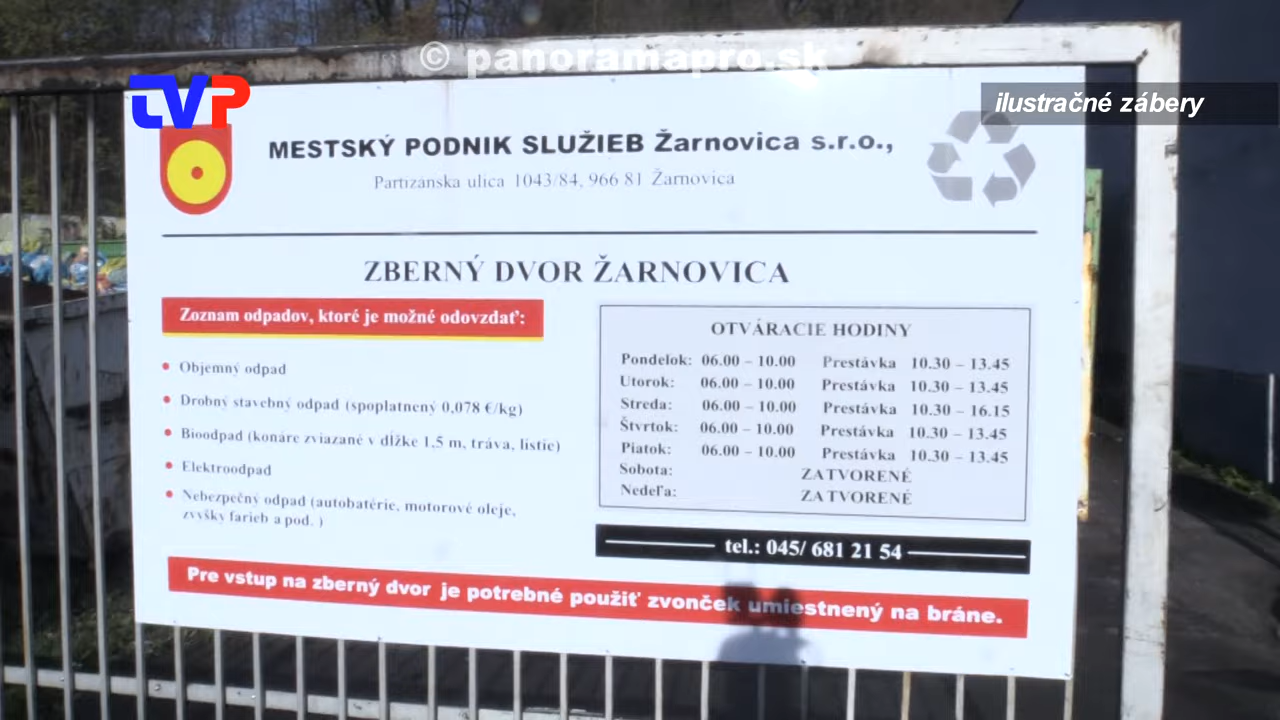 © panoramapro.sk
TVP
ilustračné zábery
MESTSKÝ PODNIK SLUŽIEB Žarnovica s.r.o.,
Partizánska ulica 1043/84, 966 81 Žarnovica
ZBERNÝ DVOR ŽARNOVICA
Zoznam odpadov, ktoré je možné odovzdať:
• Objemný odpad
• Drobný stavebný odpad (spoplatnený 0,078 €/kg)
• Bioodpad (konáre zviazané v dĺžke 1,5 m, tráva, lístie)
• Elektroodpad
• Nebezpečný odpad (autobatérie, motorové oleje,
zvyšky farieb a pod. )
OTVÁRACIE HODINY
Pondelok: 06.00 – 10.00 Prestávka 10.30 – 13.45
Utorok: 06.00 – 10.00 Prestávka 10.30 – 13.45
Streda: 06.00 – 10.00 Prestávka 10.30 – 16.15
Štvrtok: 06.00 – 10.00 Prestávka 10.30 – 13.45
Piatok: 06.00 – 10.00 Prestávka 10.30 – 13.45
Sobota: ZATVORENÉ
Nedeľa: ZATVORENÉ
tel.: 045/ 681 21 54
Pre vstup na zberný dvor je potrebné použiť zvonček umiestnený na bráne.